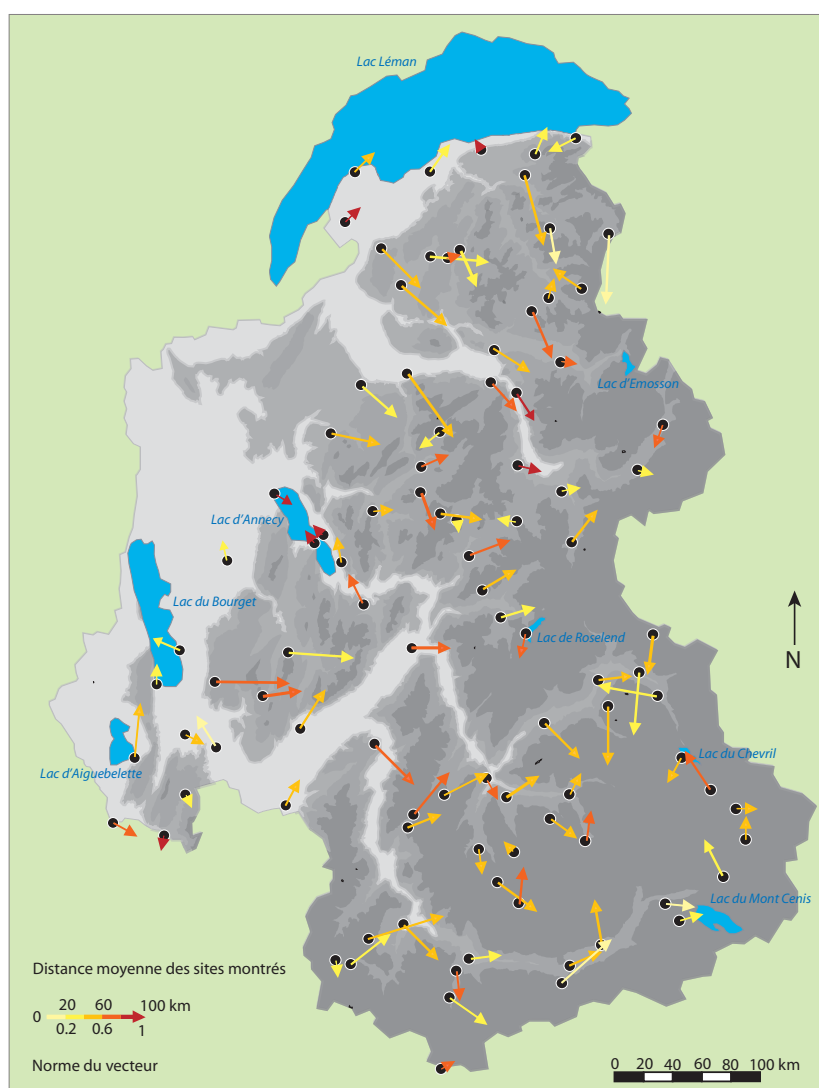 Lac Léman
Lac d'Emosson
Lac d'Annecy
Lac du Bourget
N
Lac de Roselend
Lac du Chevril
Lac d'Aiguebelette
Lac du Mont Cenis
Distance moyenne des sites montrés
20 60 100 km
0
0.2 0.6 1
Norme du vecteur
0 20 40 60 80 100 km